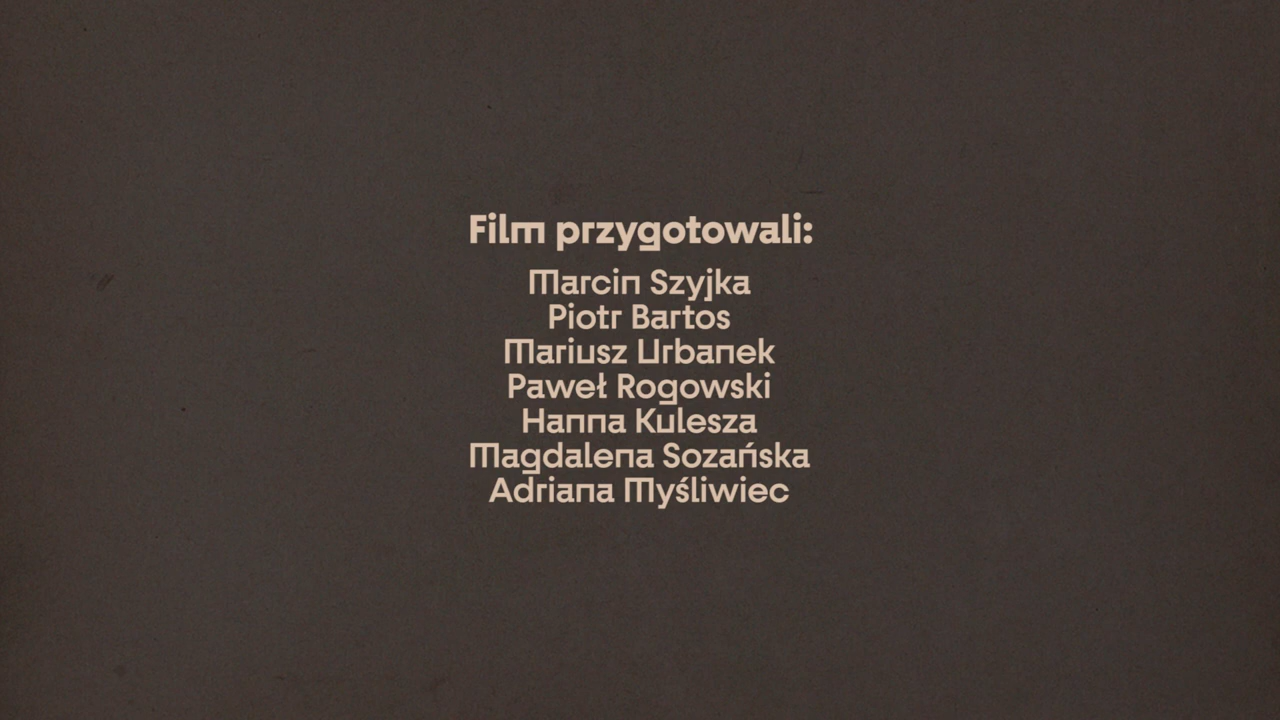 Film przygotowali:
Marcin Szyjka
Piotr Bartos
Mariusz Urbanek
Paweł Rogowski
Hanna Kulesza
Magdalena Sozańska
Adriana Myśliwiec